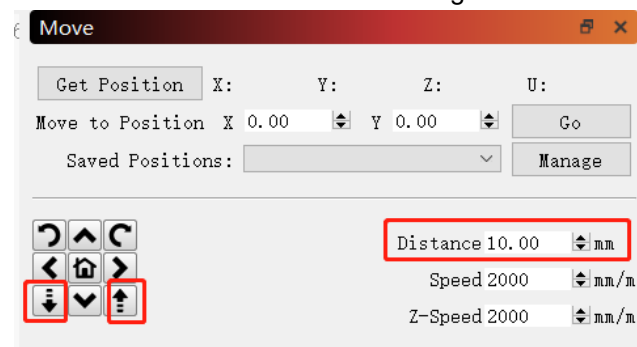 Move
Get Position X: Y: Z: U:
Move to Position X 0.00 Y 0.00 Go
Saved Positions: Manage
Distance 10.00 mm
Speed 2000 mm/m
Z-Speed 2000 mm/m